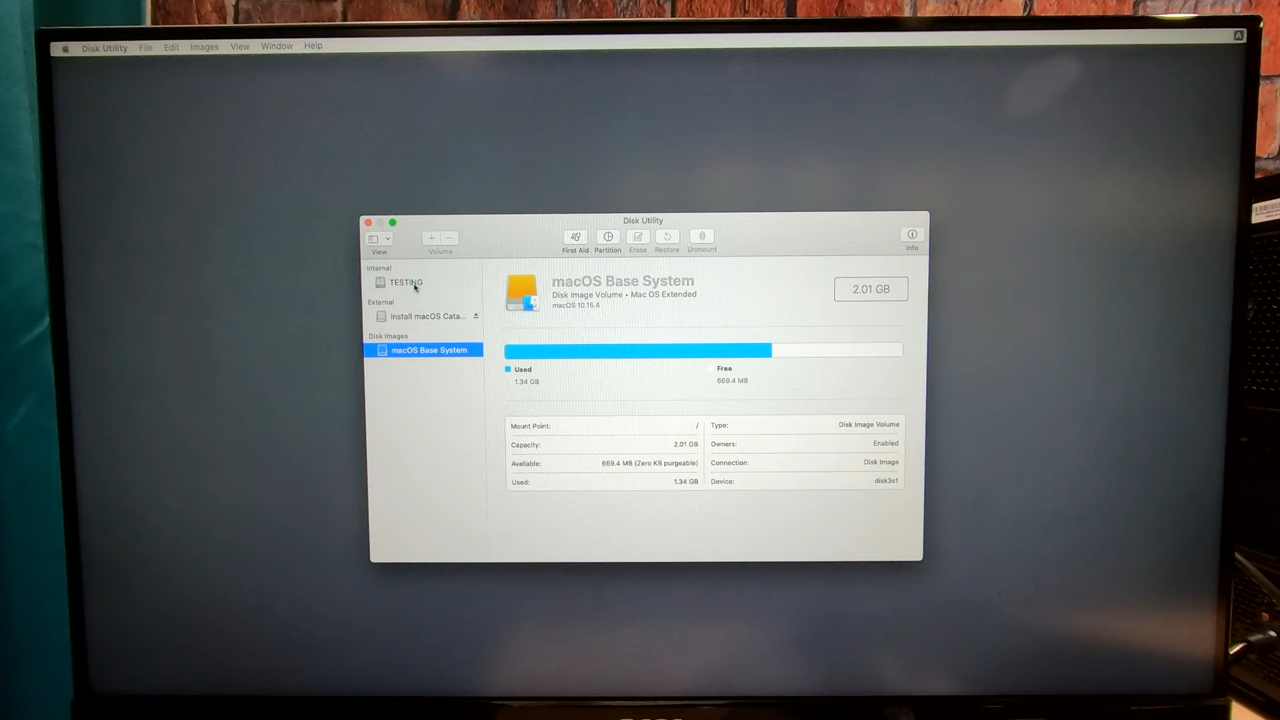 Disk Utility File Edit Images View Window Help
A
Disk Utility
View
Volume
First Aid Partition Erase Restore Unmount
Info
Internal
TESTING
External
Install macOS Cata...
Disk Images
macOS Base System
macOS Base System
Disk Image Volume • Mac OS Extended
macOS 10.15.4
2.01 GB
Used
1.34 GB
Free
669.4 MB
Mount Point: /
Capacity: 2.01 GB
Available: 669.4 MB (Zero KB purgeable)
Used: 1.34 GB
Type: Disk Image Volume
Owners: Enabled
Connection: Disk Image
Device: disk3s1